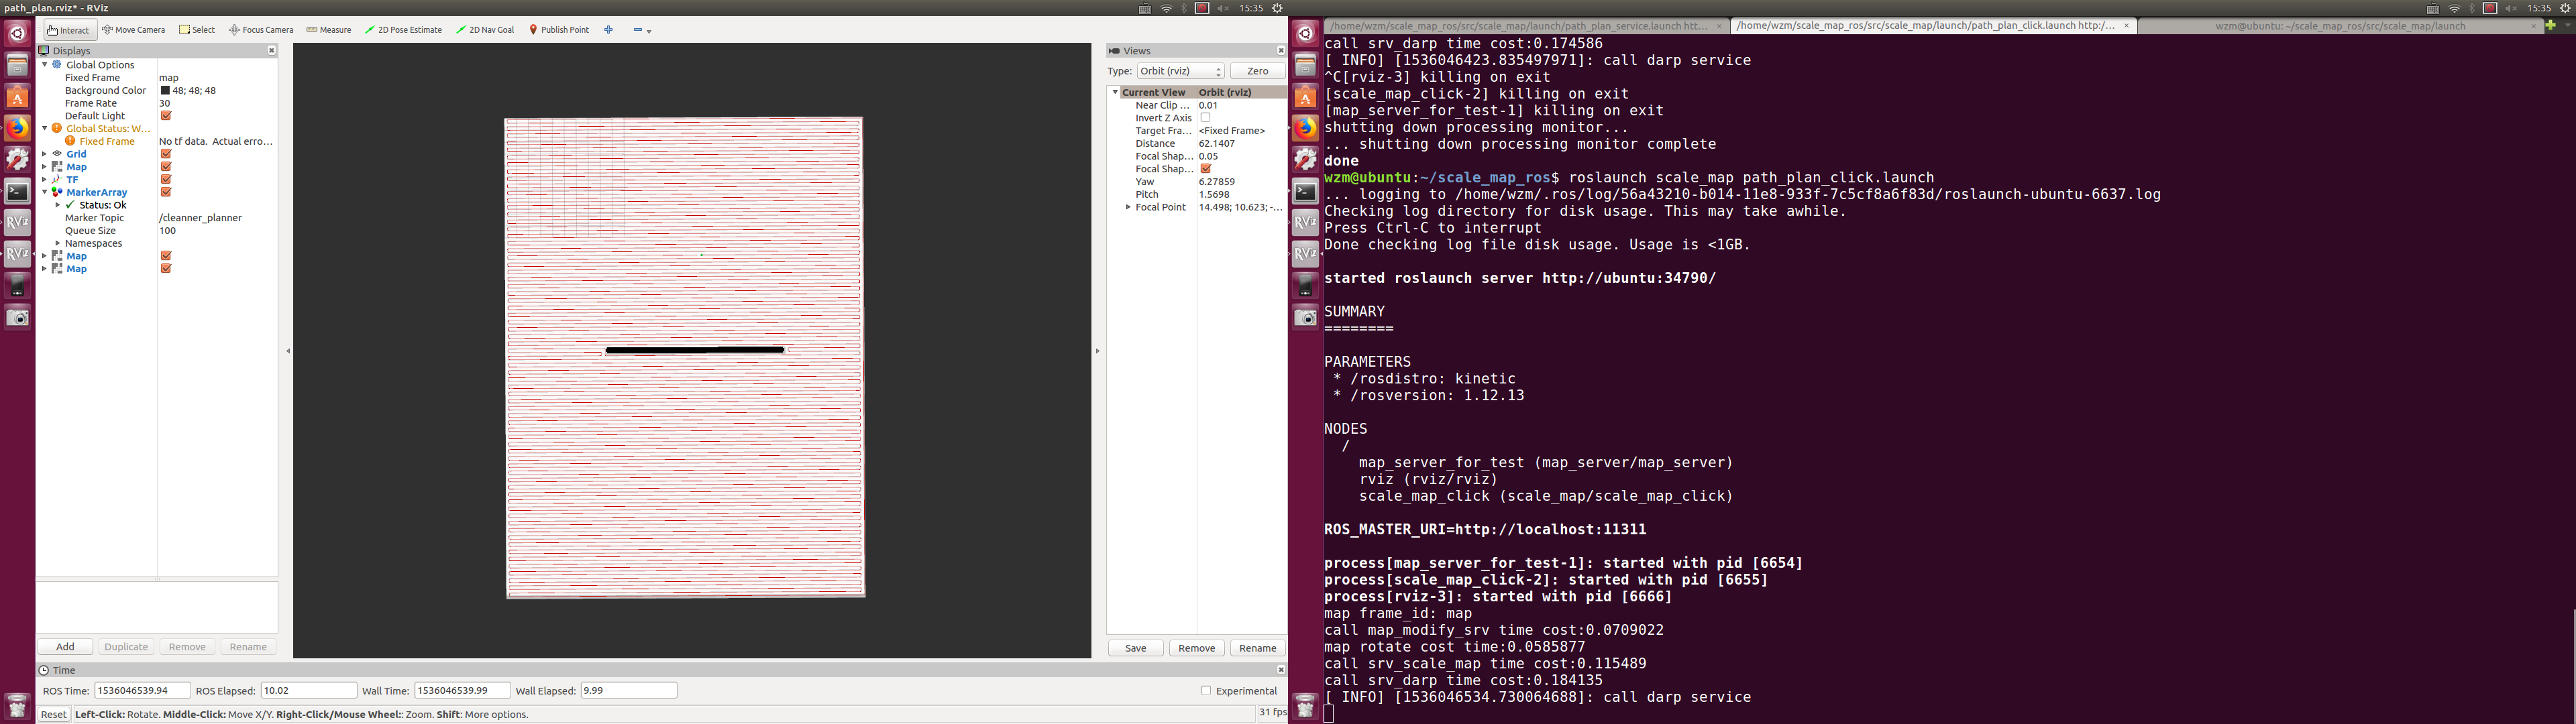 path_plan.rviz* - RViz
15:35
Interact Move Camera Select Focus Camera Measure 2D Pose Estimate 2D Nav Goal Publish Point
Displays
Global Options
Fixed Frame map
Background Color 48; 48; 48
Frame Rate 30
Default Light
Global Status: W...
Fixed Frame No tf data. Actual erro...
Grid
Map
TF
MarkerArray
Status: Ok
Marker Topic /cleanner_planner
Queue Size 100
Namespaces
Map
Map
Add Duplicate Remove Rename
Views
Type: Orbit (rviz) Zero
Current View Orbit (rviz)
Near Clip ... 0.01
Invert Z Axis
Target Fra... <Fixed Frame>
Distance 62.1407
Focal Shap... 0.05
Focal Shap...
Yaw 6.27859
Pitch 1.5698
Focal Point 14.498; 10.623; -...
Save Remove Rename
Time
ROS Time: 1536046539.94 ROS Elapsed: 10.02 Wall Time: 1536046539.99 Wall Elapsed: 9.99 Experimental
Reset Left-Click: Rotate. Middle-Click: Move X/Y. Right-Click/Mouse Wheel:: Zoom. Shift: More options. 31 fps
RViz
RViz
15:35
/home/wzm/scale_map_ros/src/scale_map/launch/path_plan_service.launch htt...
/home/wzm/scale_map_ros/src/scale_map/launch/path_plan_click.launch http:/...
wzm@ubuntu: ~/scale_map_ros/src/scale_map/launch
RViz
RViz
call srv_darp time cost:0.174586
[ INFO] [1536046423.835497971]: call darp service
^C[rviz-3] killing on exit
[scale_map_click-2] killing on exit
[map_server_for_test-1] killing on exit
shutting down processing monitor...
... shutting down processing monitor complete
done
wzm@ubuntu:~/scale_map_ros$ roslaunch scale_map path_plan_click.launch
... logging to /home/wzm/.ros/log/56a43210-b014-11e8-933f-7c5cf8a6f83d/roslaunch-ubuntu-6637.log
Checking log directory for disk usage. This may take awhile.
Press Ctrl-C to interrupt
Done checking log file disk usage. Usage is <1GB.
started roslaunch server http://ubuntu:34790/
SUMMARY
========
PARAMETERS
* /rosdistro: kinetic
* /rosversion: 1.12.13
NODES
/
map_server_for_test (map_server/map_server)
rviz (rviz/rviz)
scale_map_click (scale_map/scale_map_click)
ROS_MASTER_URI=http://localhost:11311
process[map_server_for_test-1]: started with pid [6654]
process[scale_map_click-2]: started with pid [6655]
process[rviz-3]: started with pid [6666]
map frame_id: map
call map_modify_srv time cost:0.0709022
map rotate cost time:0.0585877
call srv_scale_map time cost:0.115489
call srv_darp time cost:0.184135
[ INFO] [1536046534.730064688]: call darp service